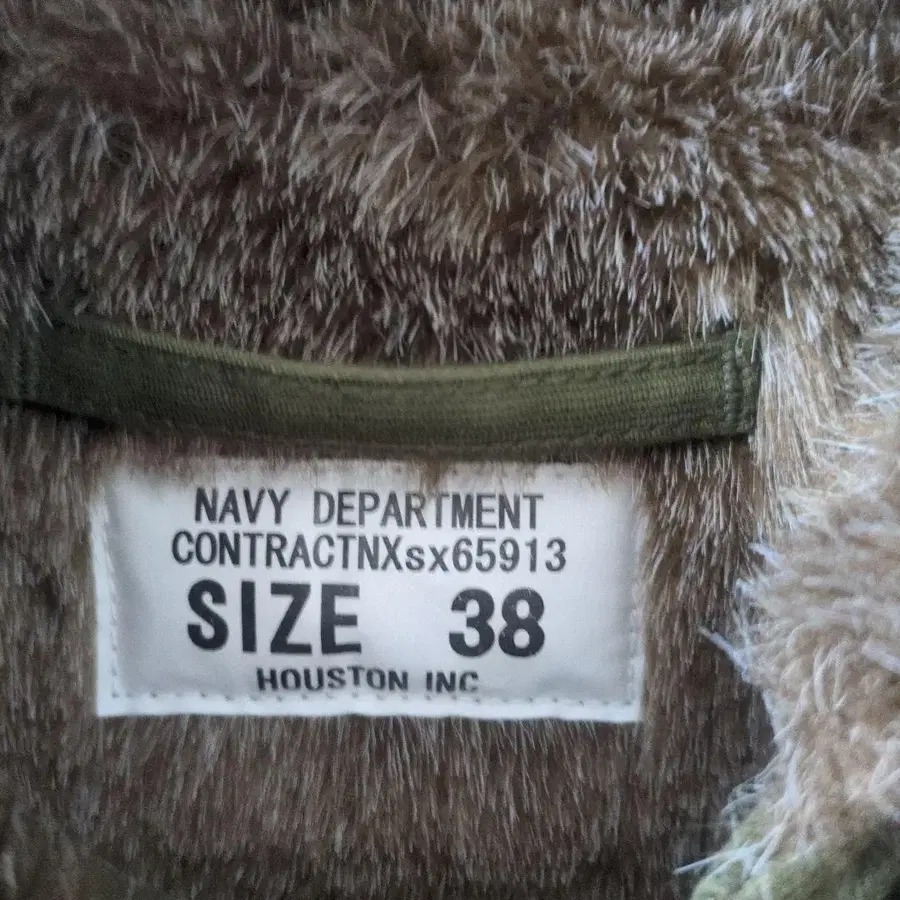 NAVY DEPARTMENT
CONTRACTNXsx65913
SIZE 38
HOUSTON INC